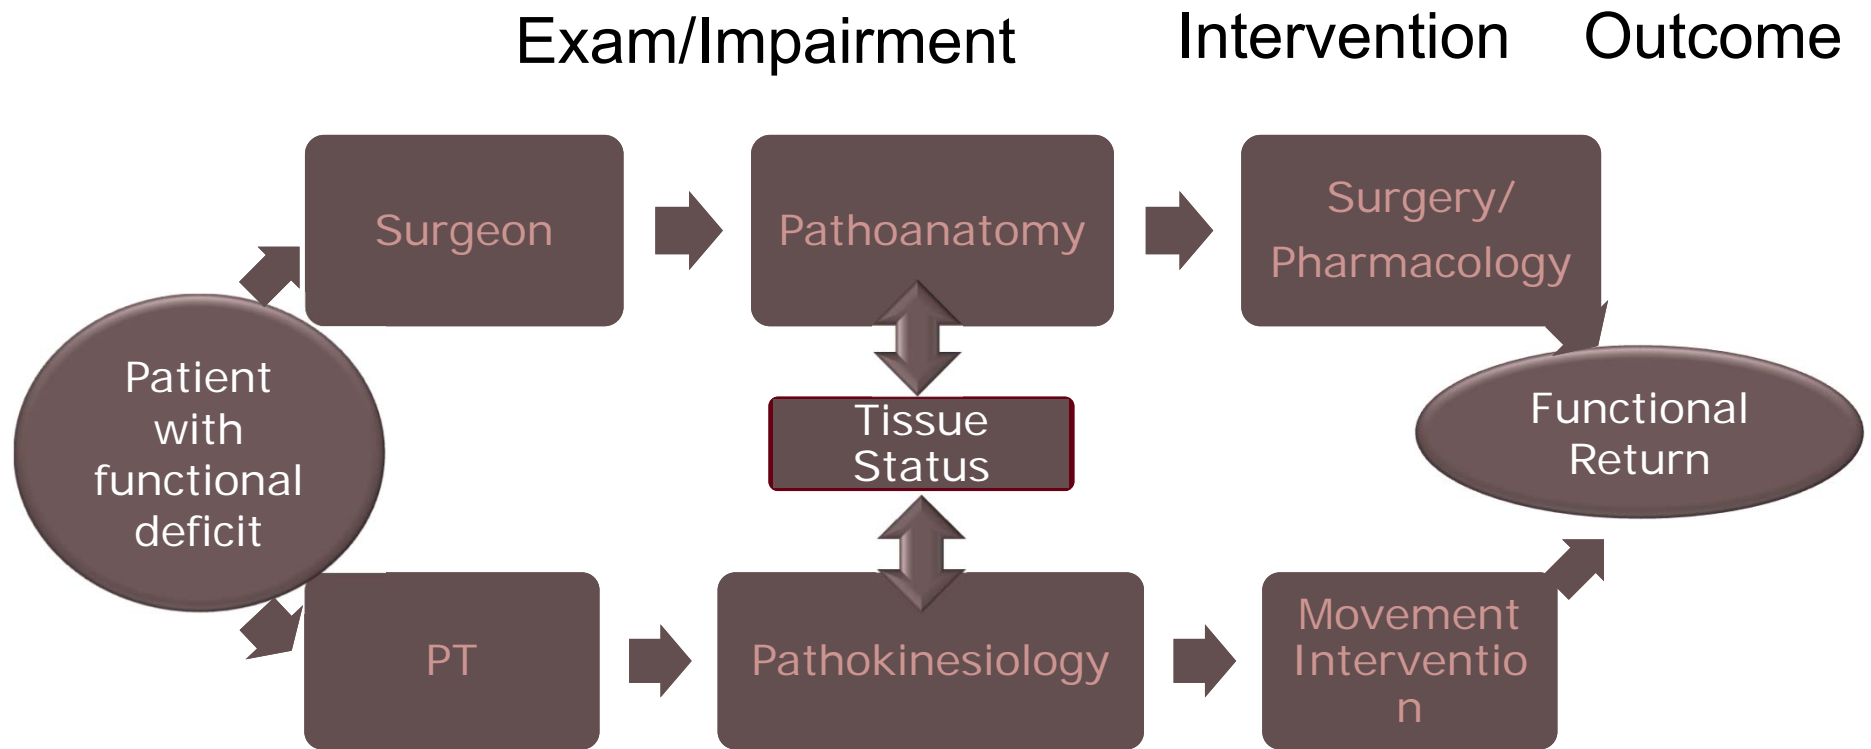 Exam/Impairment
Intervention
Outcome
Surgeon
Pathoanatomy
Surgery/
Pharmacology
Patient
with
functional
deficit
Tissue
Status
Functional
Return
PT
Pathokinesiology
Movement
Interventio
n